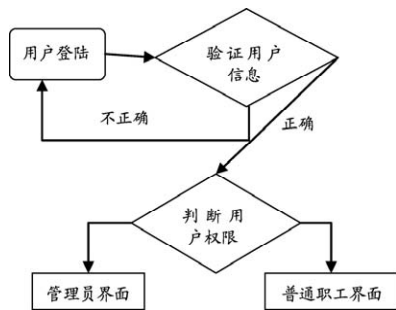 用户登陆
验证用户
信息
不正确
正确
判断用
户权限
管理员界面
普通职工界面